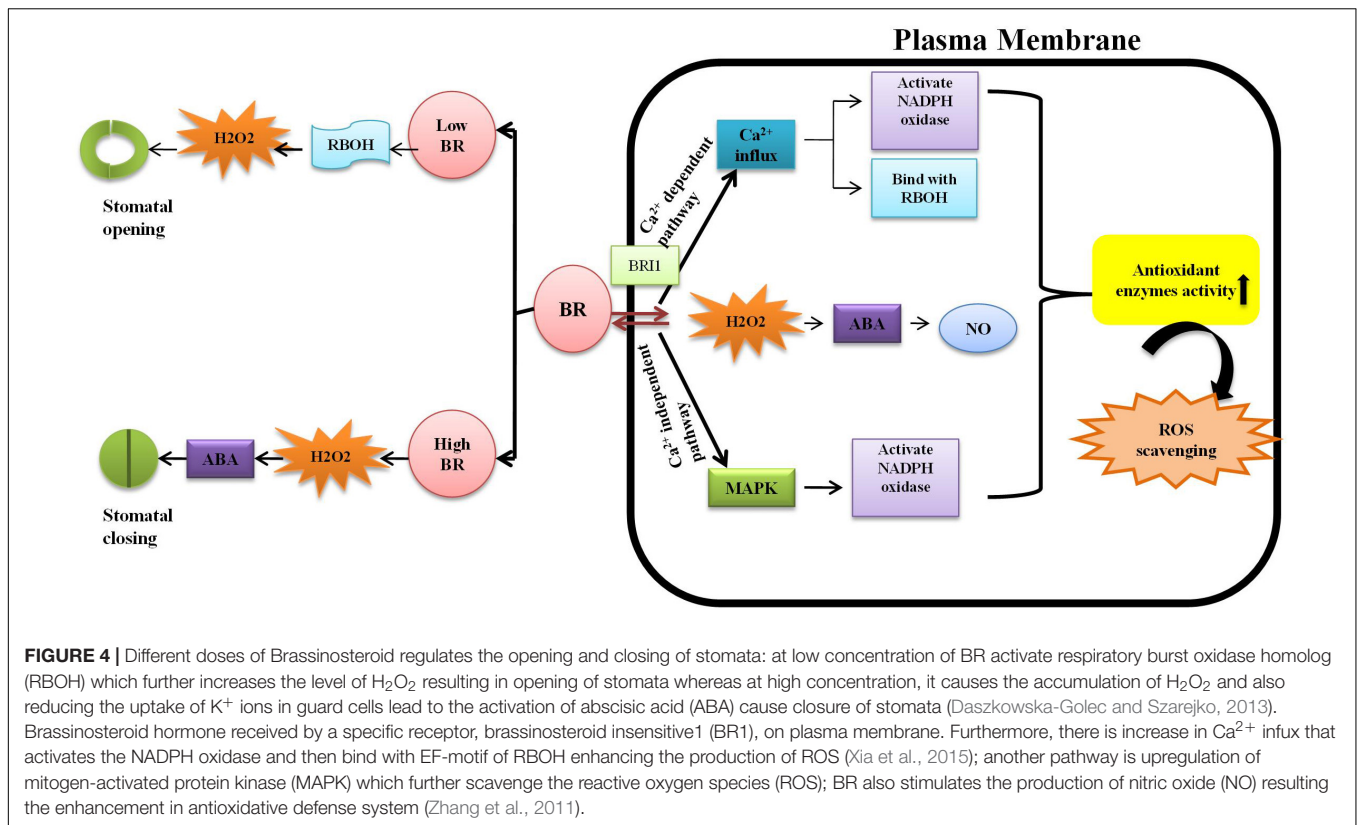 Plasma Membrane
Low
BR
RBOH
H2O2
Stomatal
opening
BR
High
BR
H2O2
ABA
Stomatal
closing
BRI1
Ca²⁺ dependent
pathway
Ca²⁺
influx
Activate
NADPH
oxidase
Bind with
RBOH
H2O2
ABA
NO
Ca²⁺ independent
pathway
MAPK
Activate
NADPH
oxidase
Antioxidant
enzymes activity
ROS
scavenging
FIGURE 4 | Different doses of Brassinosteroid regulates the opening and closing of stomata: at low concentration of BR activate respiratory burst oxidase homolog
(RBOH) which further increases the level of H₂O₂ resulting in opening of stomata whereas at high concentration, it causes the accumulation of H₂O₂ and also
reducing the uptake of K⁺ ions in guard cells lead to the activation of abscisic acid (ABA) cause closure of stomata (Daszkowska-Golec and Szarejko, 2013).
Brassinosteroid hormone received by a specific receptor, brassinosteroid insensitive1 (BR1), on plasma membrane. Furthermore, there is increase in Ca²⁺ infux that
activates the NADPH oxidase and then bind with EF-motif of RBOH enhancing the production of ROS (Xia et al., 2015); another pathway is upregulation of
mitogen-activated protein kinase (MAPK) which further scavenge the reactive oxygen species (ROS); BR also stimulates the production of nitric oxide (NO) resulting
the enhancement in antioxidative defense system (Zhang et al., 2011).